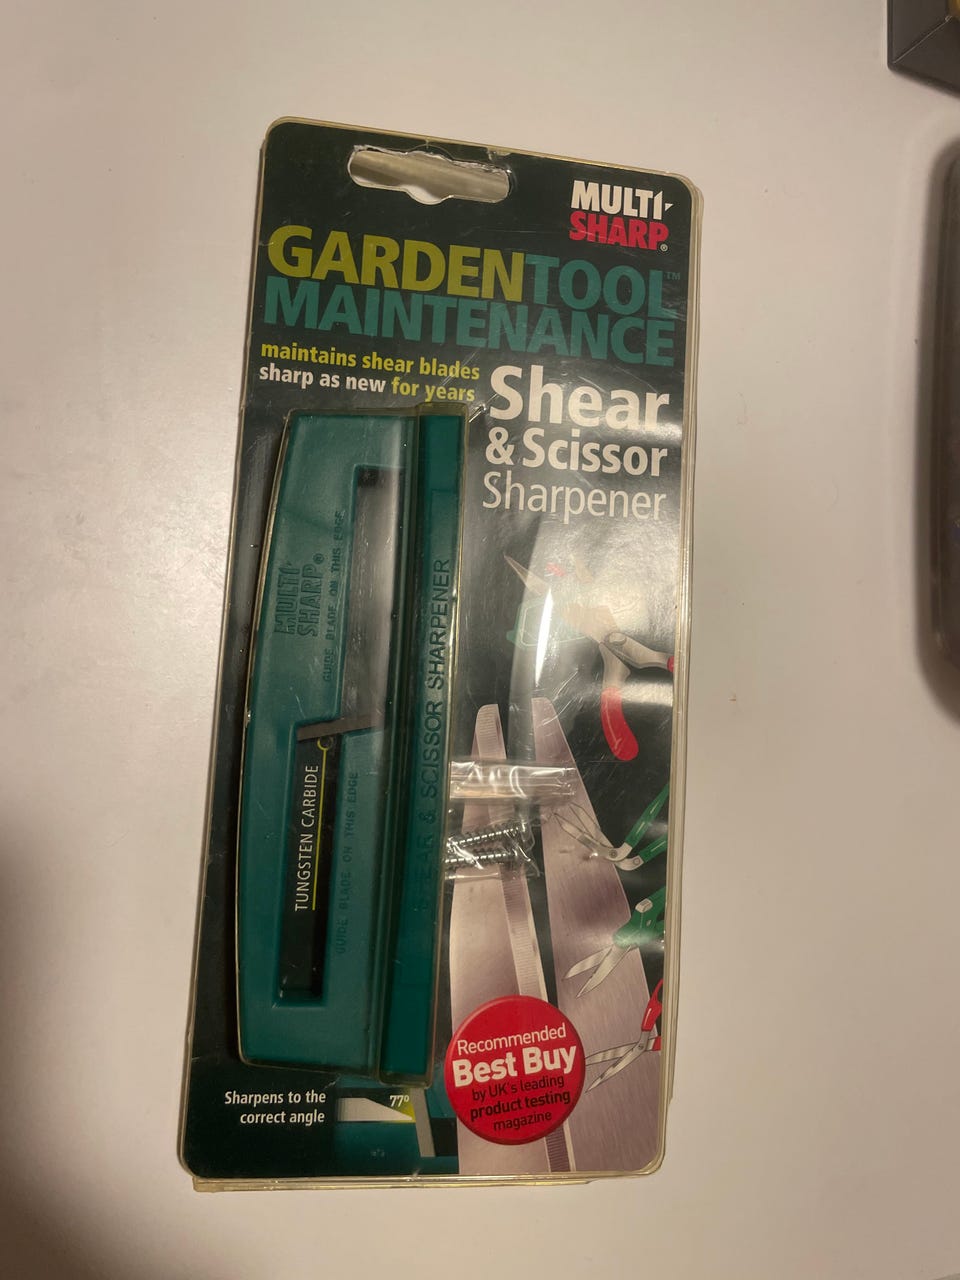 MULTI-
SHARP®
GARDENTOOL™
MAINTENANCE
maintains shear blades
sharp as new for years
Shear
& Scissor
Sharpener
MULTI-
SHARP®
GUIDE BLADE ON THIS EDGE
SHEAR & SCISSOR SHARPENER
TUNGSTEN CARBIDE
GUIDE BLADE ON THIS EDGE
Recommended
Best Buy
by UK's leading
product testing
magazine
Sharpens to the
correct angle
77º